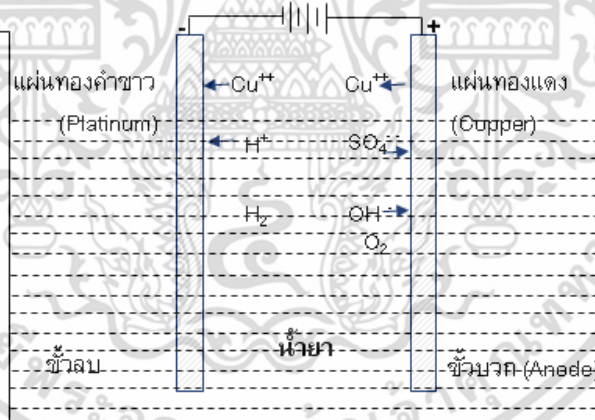 - +
แผ่นทองคำขาว Cu⁺⁺ Cu⁺⁺ แผ่นทองแดง
(Platinum) (Copper)
H⁺ SO₄⁻⁻
H₂ OH⁻
O₂
น้ำยา
ขั้วลบ ขั้วบวก (Anode)